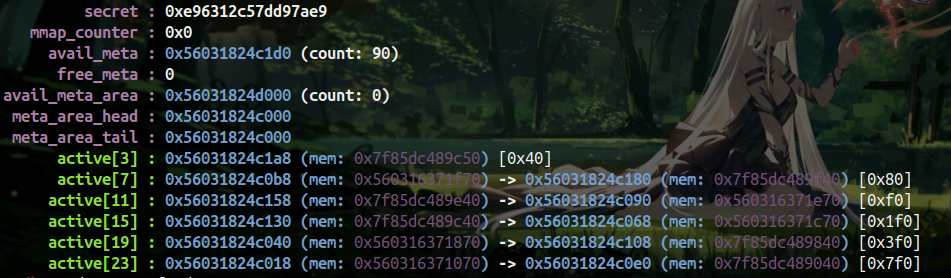 secret : 0xe96312c57dd97ae9
mmap_counter : 0x0
avail_meta : 0x56031824c1d0 (count: 90)
free_meta : 0
avail_meta_area : 0x56031824d000 (count: 0)
meta_area_head : 0x56031824c000
meta_area_tail : 0x56031824c000
active[3] : 0x56031824c1a8 (mem: 0x7f85dc489c50) [0x40]
active[7] : 0x56031824c0b8 (mem: 0x560316371f70) -> 0x56031824c180 (mem: 0x7f85dc489f40) [0x80]
active[11] : 0x56031824c158 (mem: 0x7f85dc489e40) -> 0x56031824c090 (mem: 0x560316371e70) [0xf0]
active[15] : 0x56031824c130 (mem: 0x7f85dc489c40) -> 0x56031824c068 (mem: 0x560316371c70) [0x1f0]
active[19] : 0x56031824c040 (mem: 0x560316371870) -> 0x56031824c108 (mem: 0x7f85dc489840) [0x3f0]
active[23] : 0x56031824c018 (mem: 0x560316371070) -> 0x56031824c0e0 (mem: 0x7f85dc489040) [0x7f0]